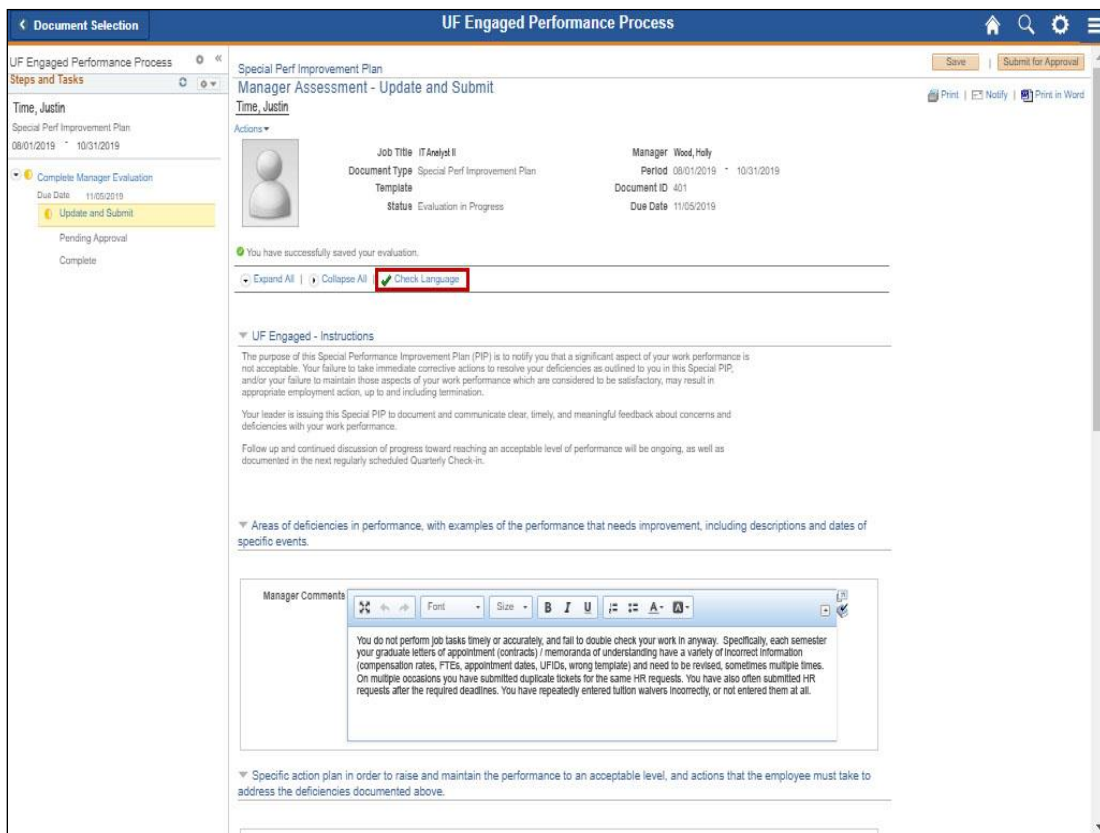 Document Selection
UF Engaged Performance Process
UF Engaged Performance Process
Steps and Tasks
Time, Justin
Special Perf Improvement Plan
08/01/2019 - 10/31/2019
Complete Manager Evaluation
Due Date 11/05/2019
Update and Submit
Pending Approval
Complete
Save | Submit for Approval
Special Perf Improvement Plan
Manager Assessment - Update and Submit
Print | Notify | Print in Word
Time, Justin
Actions
Job Title IT Analyst II Manager Wood, Holly
Document Type Special Perf Improvement Plan Period 08/01/2019 - 10/31/2019
Template Document ID 401
Status Evaluation in Progress Due Date 11/05/2019
You have successfully saved your evaluation.
Expand All | Collapse All | Check Language
UF Engaged - Instructions
The purpose of this Special Performance Improvement Plan (PIP) is to notify you that a significant aspect of your work performance is
not acceptable. Your failure to take immediate corrective actions to resolve your deficiencies as outlined to you in this Special PIP,
and/or your failure to maintain those aspects of your work performance which are considered to be satisfactory, may result in
appropriate employment action, up to and including termination.
Your leader is issuing this Special PIP to document and communicate clear, timely, and meaningful feedback about concerns and
deficiencies with your work performance.
Follow up and continued discussion of progress toward reaching an acceptable level of performance will be ongoing, as well as
documented in the next regularly scheduled Quarterly Check-in.
Areas of deficiencies in performance, with examples of the performance that needs improvement, including descriptions and dates of
specific events.
Manager Comments
Font Size B I U A A
You do not perform job tasks timely or accurately, and fail to double check your work in anyway. Specifically, each semester
your graduate letters of appointment (contracts) / memoranda of understanding have a variety of incorrect information
(compensation rates, FTEs, appointment dates, UFIDs, wrong template) and need to be revised, sometimes multiple times.
On multiple occasions you have submitted duplicate tickets for the same HR requests. You have also often submitted HR
requests after the required deadlines. You have repeatedly entered tuition waivers incorrectly, or not entered them at all.
Specific action plan in order to raise and maintain the performance to an acceptable level, and actions that the employee must take to
address the deficiencies documented above.